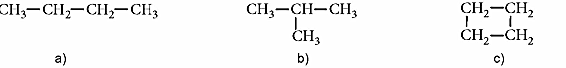 CH₃—CH₂—CH₂—CH₃
CH₃—CH—CH₃
CH₃
CH₂—CH₂
CH₂—CH₂
a)
b)
c)